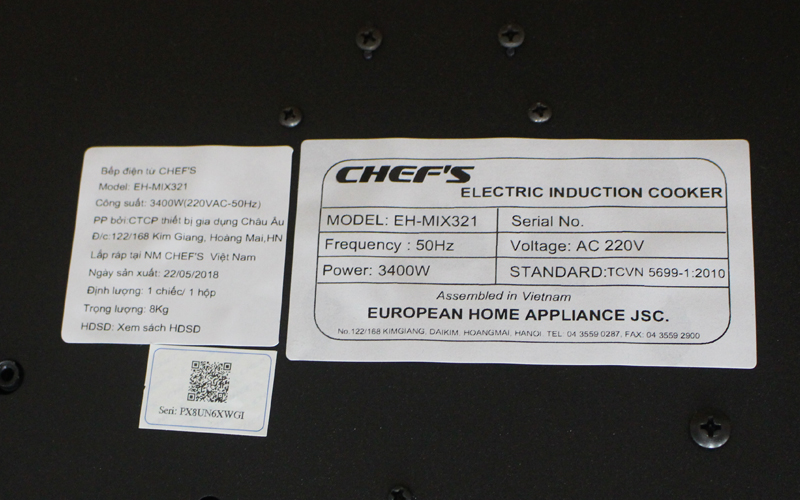 Bếp điện từ CHEF'S
Model: EH-MIX321
Công suất: 3400W(220VAC-50Hz)
PP bởi:CTCP thiết bị gia dụng Châu Âu
Đ/c:122/168 Kim Giang, Hoàng Mai,HN
Lắp ráp tại NM CHEF'S Việt Nam
Ngày sản xuất: 22/05/2018
Định lượng: 1 chiếc/ 1 hộp
Trọng lượng: 8Kg
HDSD: Xem sách HDSD
Seri: PX8UN6XWGI
CHEF'S
ELECTRIC INDUCTION COOKER
MODEL: EH-MIX321 Serial No.
Frequency : 50Hz Voltage: AC 220V
Power: 3400W STANDARD:TCVN 5699-1:2010
Assembled in Vietnam
EUROPEAN HOME APPLIANCE JSC.
No.122/168 KIMGIANG, DAIKIM, HOANGMAI, HANOI. TEL: 04 3559 0287, FAX: 04 3559 2900